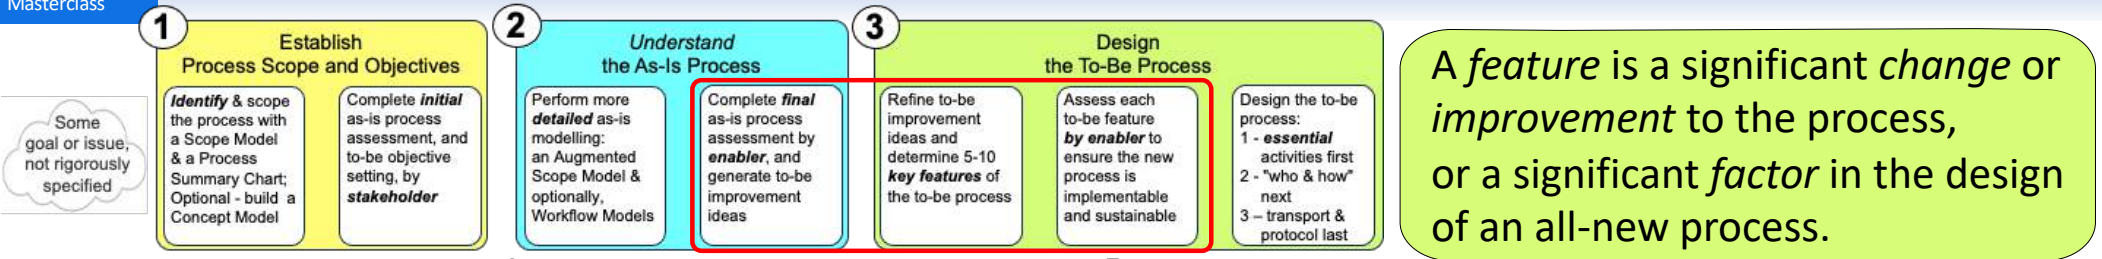 Masterclass
Some
goal or issue,
not rigorously
specified
1
Establish
Process Scope and Objectives
Identify & scope
the process with
a Scope Model
& a Process
Summary Chart;
Optional - build a
Concept Model
Complete initial
as-is process
assessment, and
to-be objective
setting, by
stakeholder
2
Understand
the As-Is Process
Perform more
detailed as-is
modelling:
an Augmented
Scope Model &
optionally,
Workflow Models
Complete final
as-is process
assessment by
enabler, and
generate to-be
improvement
ideas
3
Design
the To-Be Process
Refine to-be
improvement
ideas and
determine 5-10
key features of
the to-be process
Assess each
to-be feature
by enabler to
ensure the new
process is
implementable
and sustainable
Design the to-be
process:
1 - essential
activities first
2 - "who & how"
next
3 – transport &
protocol last
A feature is a significant change or
improvement to the process,
or a significant factor in the design
of an all-new process.